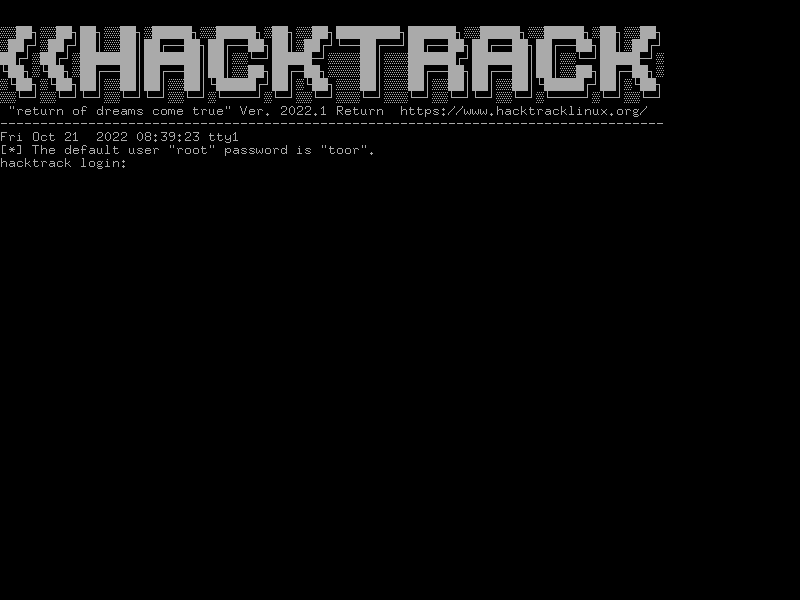 <<HACKTRACK
"return of dreams come true" Ver. 2022.1 Return  https://www.hacktracklinux.org/
-----------------------------------------------------------------------------------
Fri Oct 21  2022 08:39:23 tty1
[*] The default user "root" password is "toor".
hacktrack login: